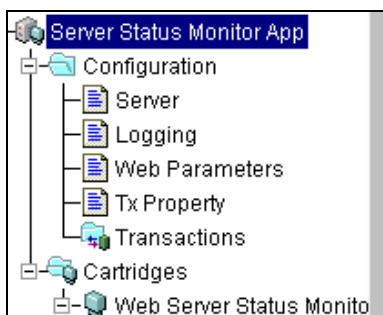 Server Status Monitor App
Configuration
Server
Logging
Web Parameters
Tx Property
Transactions
Cartridges
Web Server Status Monito